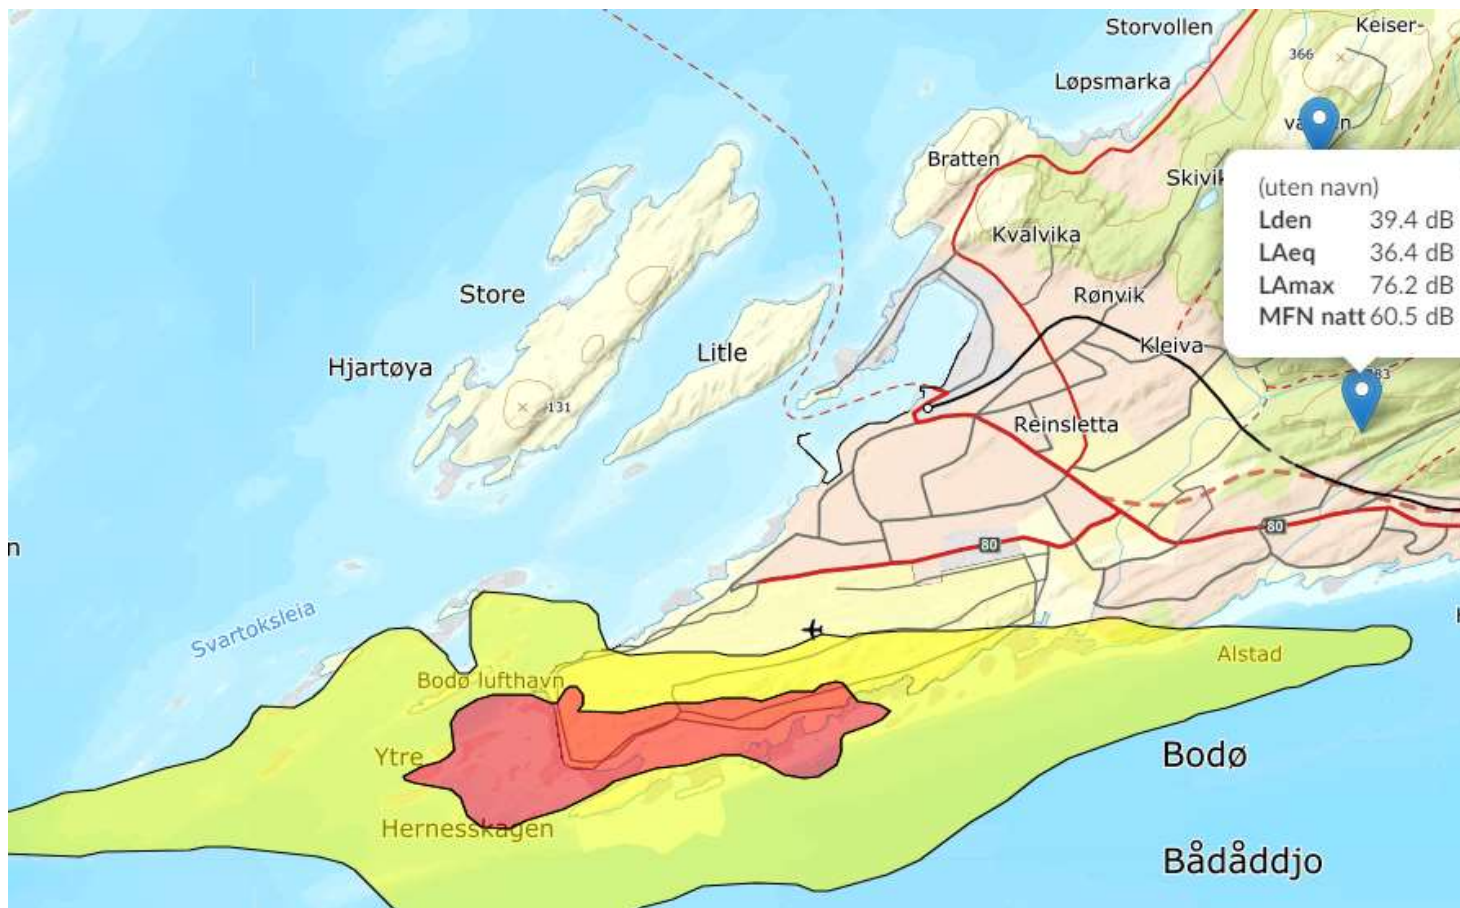 Storvollen
Keiser-
366
Løpsmarka
Bratten
Skivik
(uten navn)
Lden 39.4 dB
LAeq 36.4 dB
LAmax 76.2 dB
MFN natt 60.5 dB
Kvalvika
Store
Rønvik
Hjartøya
Litle
Kleiva
131
Reinsletta
80
80
n
Svartoksleia
Bodø lufthavn
Alstad
Ytre
Bodø
Hernesskagen
Bådåddjo